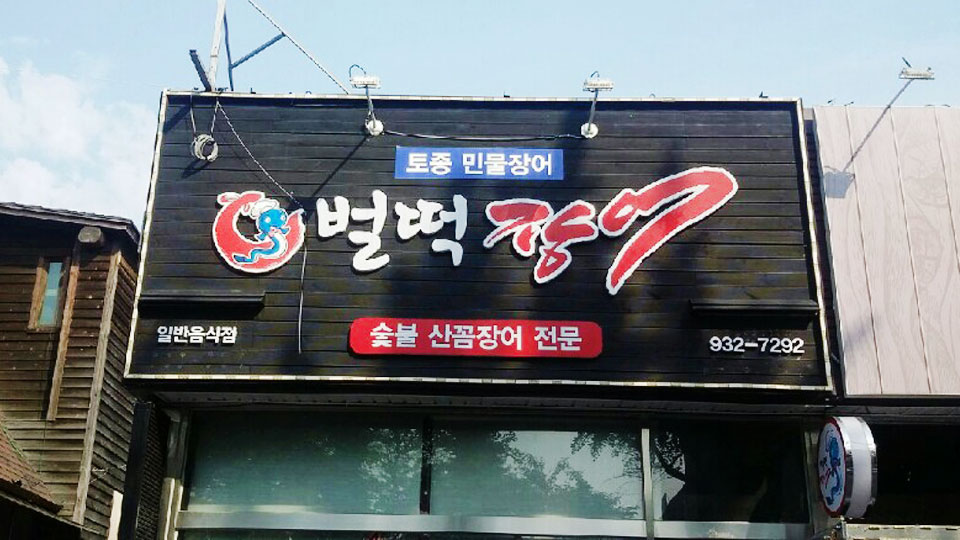 토종 민물장어
벌떡 장어
숯불 산꼼장어 전문
일반음식점
932-7292